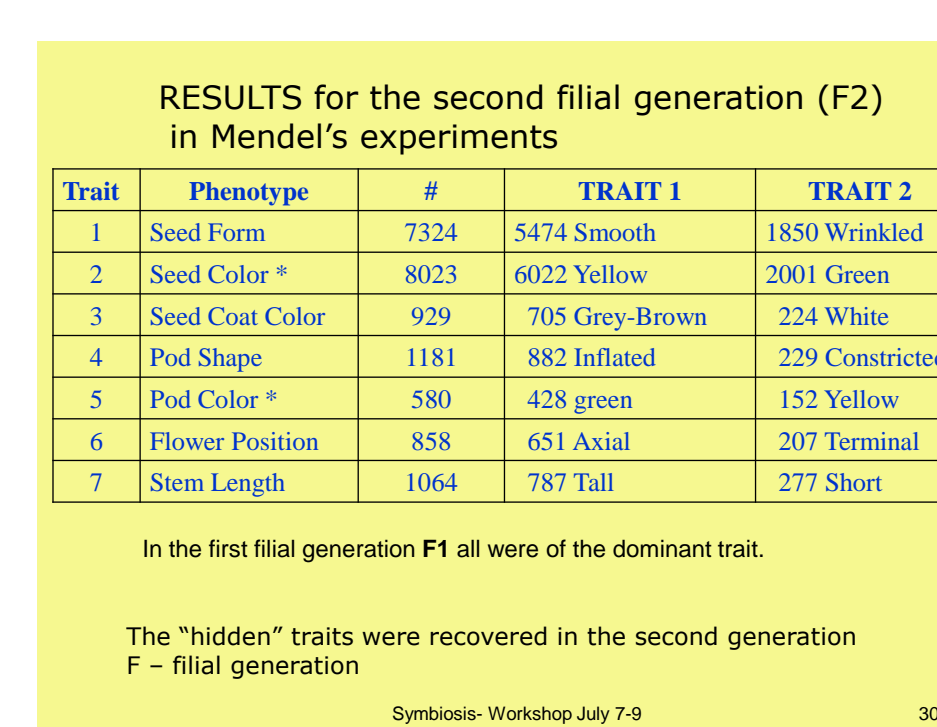 RESULTS for the second filial generation (F2)
in Mendel’s experiments
Trait Phenotype # TRAIT 1 TRAIT 2
1 Seed Form 7324 5474 Smooth 1850 Wrinkled
2 Seed Color * 8023 6022 Yellow 2001 Green
3 Seed Coat Color 929 705 Grey-Brown 224 White
4 Pod Shape 1181 882 Inflated 229 Constricted
5 Pod Color * 580 428 green 152 Yellow
6 Flower Position 858 651 Axial 207 Terminal
7 Stem Length 1064 787 Tall 277 Short
In the first filial generation F1 all were of the dominant trait.
The “hidden” traits were recovered in the second generation
F – filial generation
Symbiosis- Workshop July 7-9 30